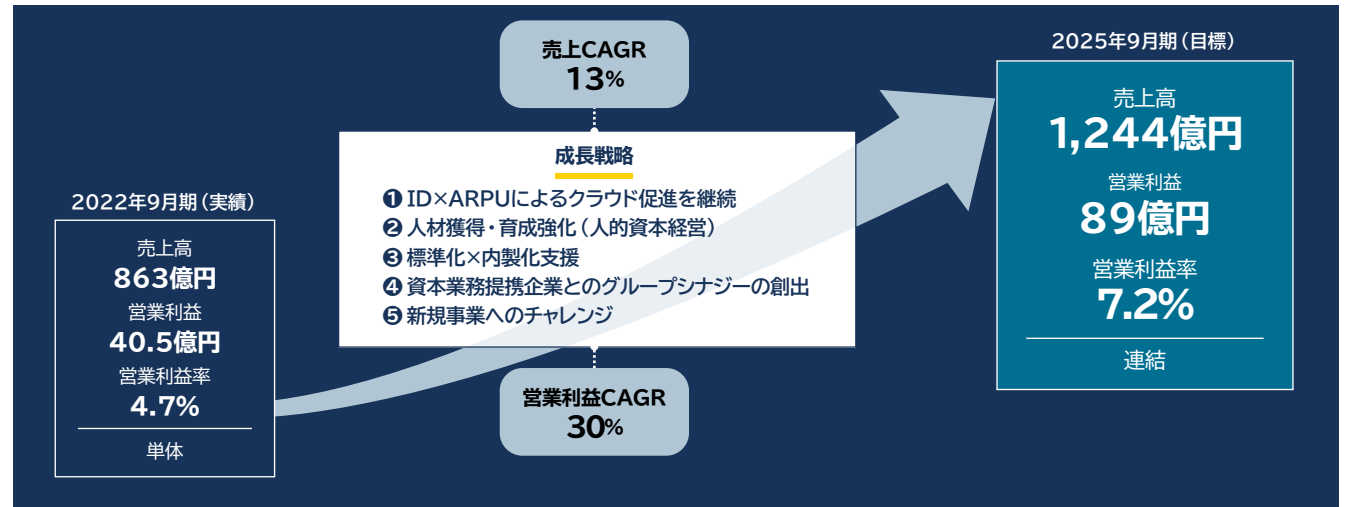 2022年9月期（実績）
売上高
863億円
営業利益
40.5億円
営業利益率
4.7%
単体
売上CAGR
13%
成長戦略
❶ ID×ARPUによるクラウド促進を継続
❷ 人材獲得・育成強化（人的資本経営）
❸ 標準化×内製化支援
❹ 資本業務提携企業とのグループシナジーの創出
❺ 新規事業へのチャレンジ
営業利益CAGR
30%
2025年9月期（目標）
売上高
1,244億円
営業利益
89億円
営業利益率
7.2%
連結